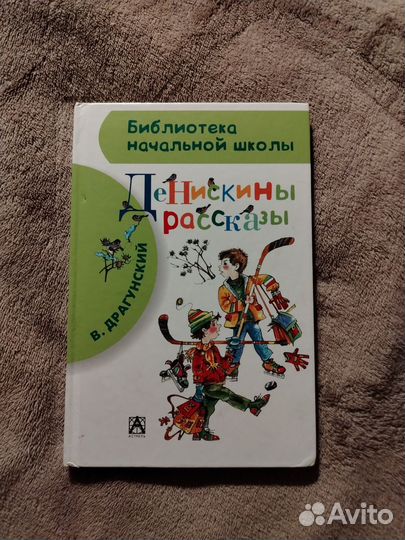 Библиотека
начальной школы
Денискины
рассказы
В. ДРАГУНСКИЙ
АСТРЕЛЬ
Avito